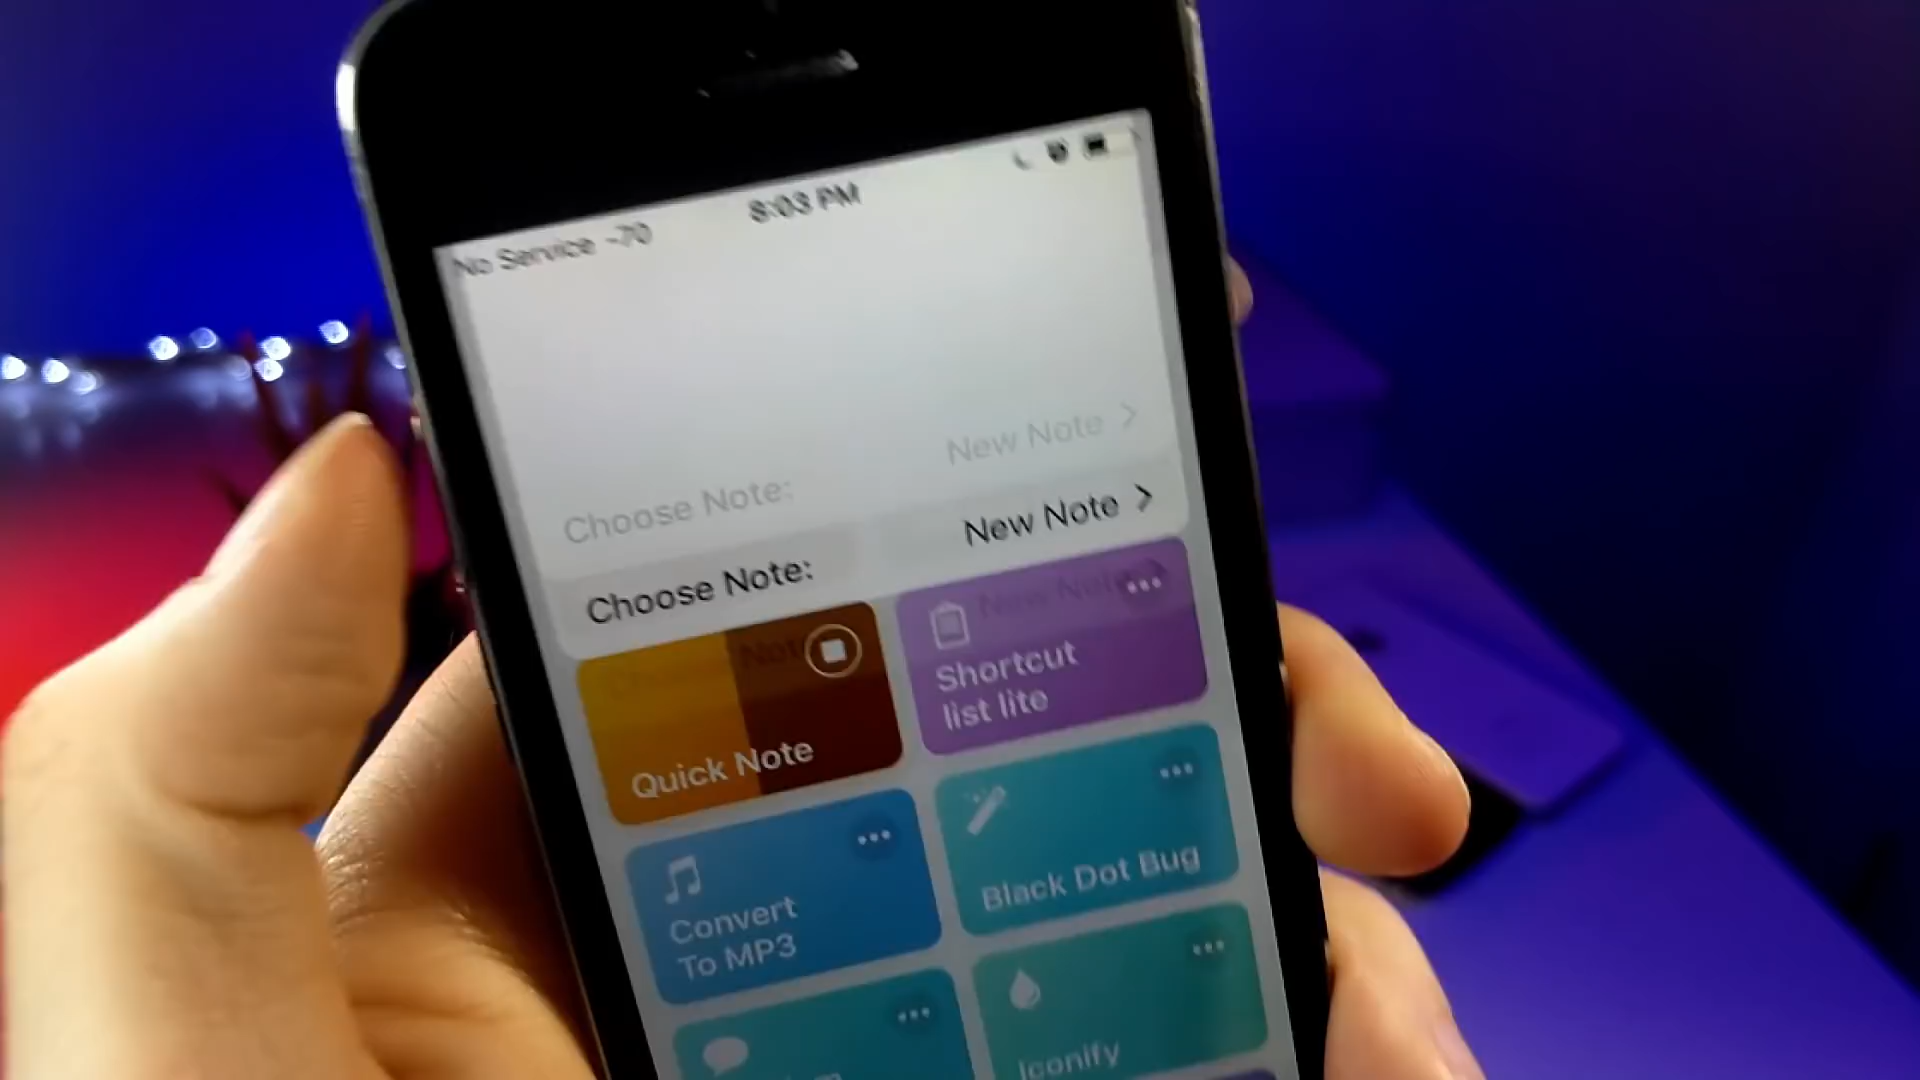 No Service -70
8:03 PM
Choose Note:
New Note
Choose Note:
New Note
Quick Note
Shortcut
list lite
Convert
To MP3
Black Dot Bug
Iconify